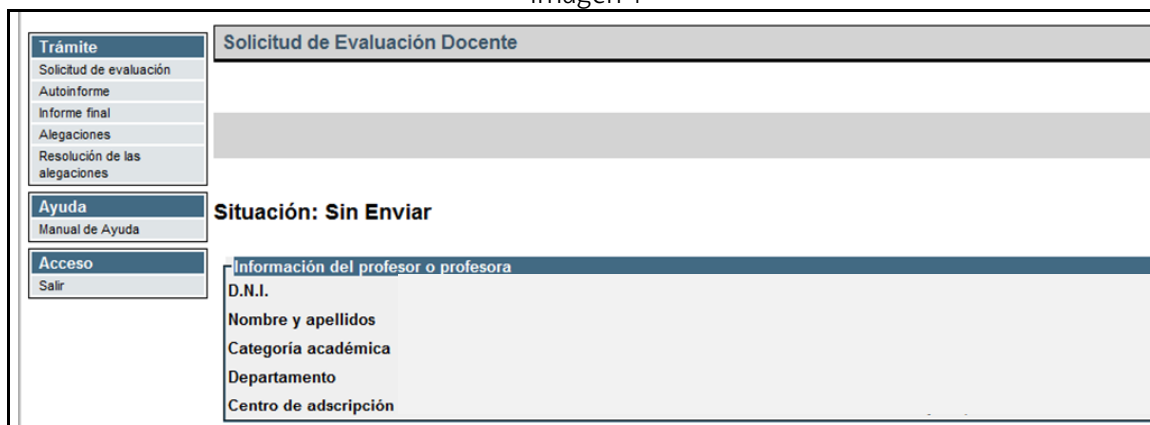 Trámite
Solicitud de evaluación
Autoinforme
Informe final
Alegaciones
Resolución de las
alegaciones
Ayuda
Manual de Ayuda
Acceso
Salir
Solicitud de Evaluación Docente
Situación: Sin Enviar
Información del profesor o profesora
D.N.I.
Nombre y apellidos
Categoría académica
Departamento
Centro de adscripción